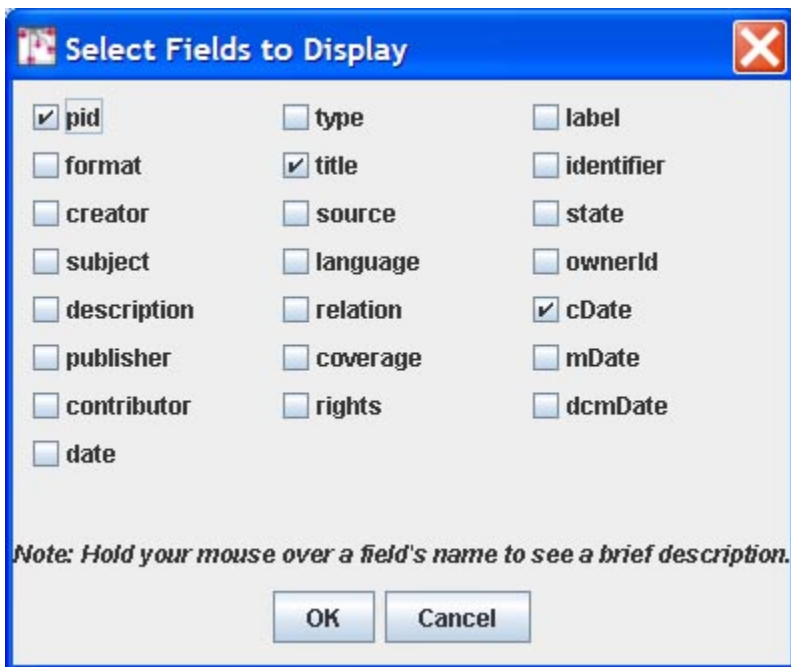 Select Fields to Display
pid type label
format title identifier
creator source state
subject language ownerId
description relation cDate
publisher coverage mDate
contributor rights dcmDate
date
Note: Hold your mouse over a field's name to see a brief description.
OK Cancel